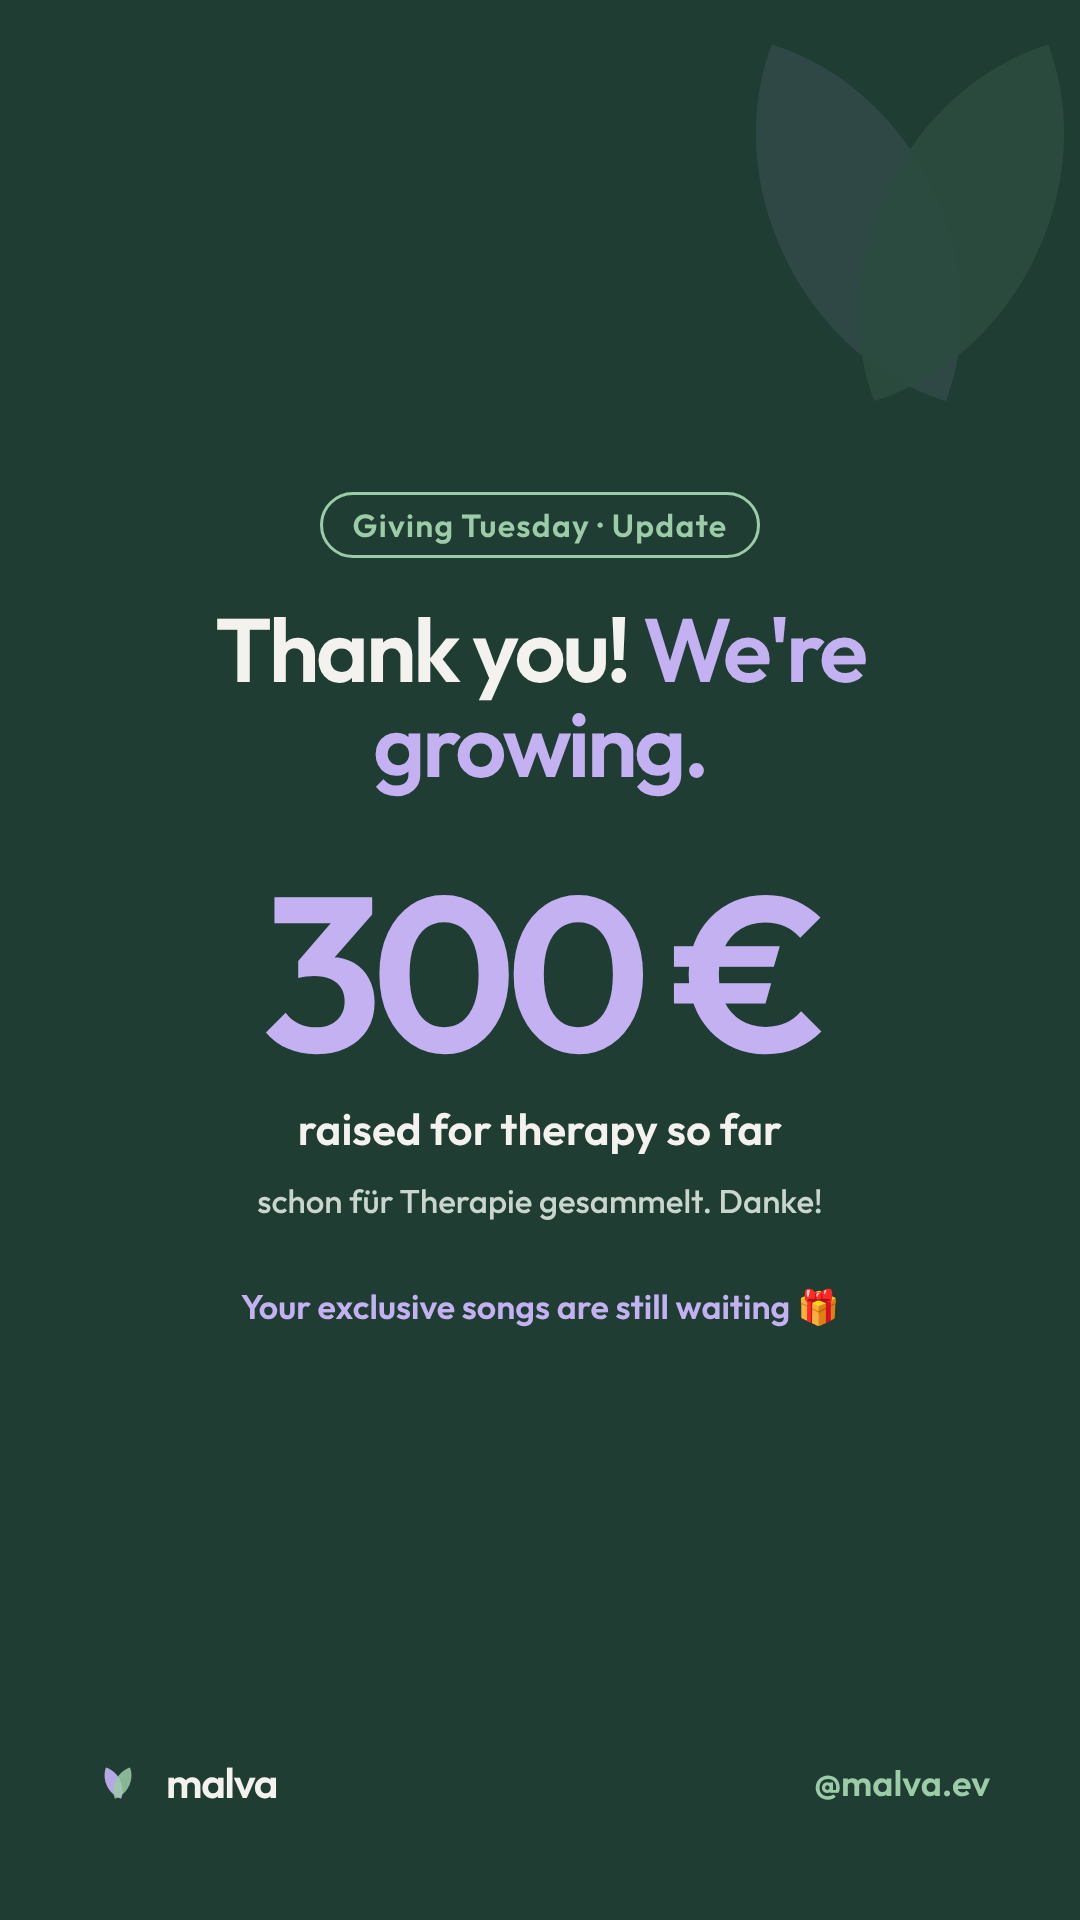 Giving Tuesday · Update
Thank you! We're
growing.
300 €
raised for therapy so far
schon für Therapie gesammelt. Danke!
Your exclusive songs are still waiting 🎁
malva
@malva.ev